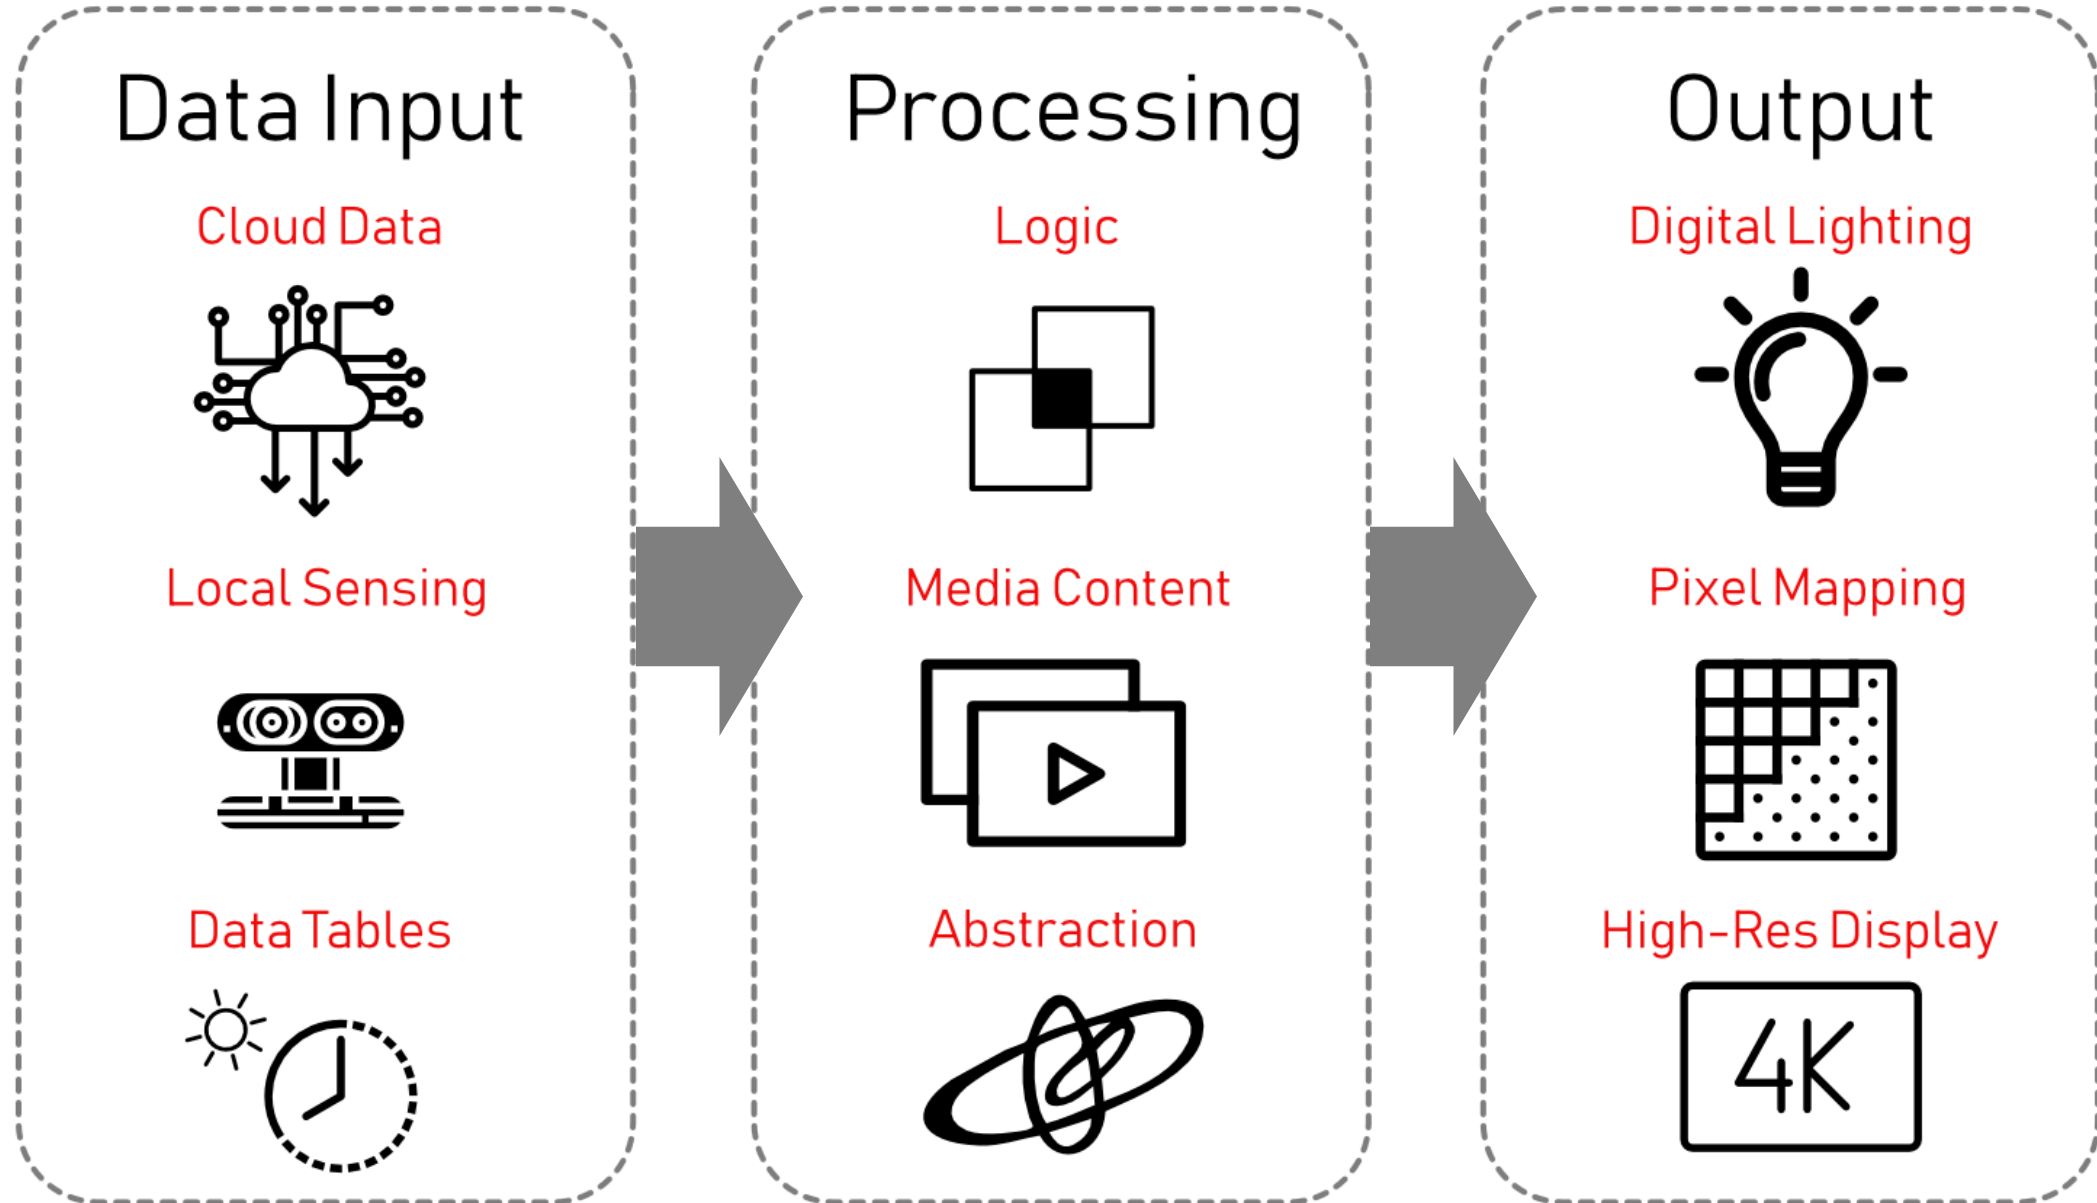 Data Input
Cloud Data
Local Sensing
Data Tables
Processing
Logic
Media Content
Abstraction
Output
Digital Lighting
Pixel Mapping
High-Res Display
4K